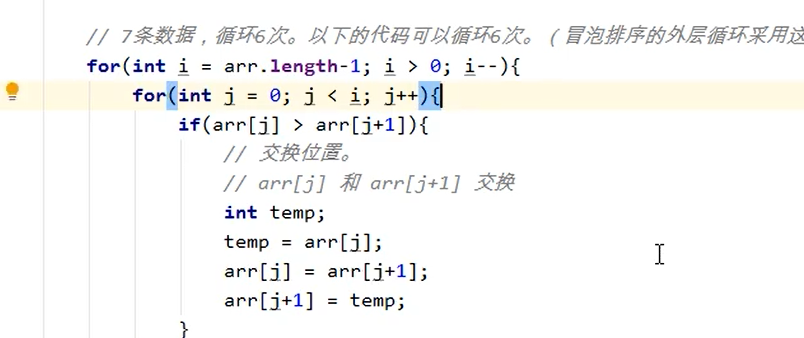 // 7条数据，循环6次。以下的代码可以循环6次。（冒泡排序的外层循环采用这
for(int i = arr.length-1; i > 0; i--){
for(int j = 0; j < i; j++){
if(arr[j] > arr[j+1]){
// 交换位置。
// arr[j] 和 arr[j+1] 交换
int temp;
temp = arr[j];
arr[j] = arr[j+1];
arr[j+1] = temp;
}